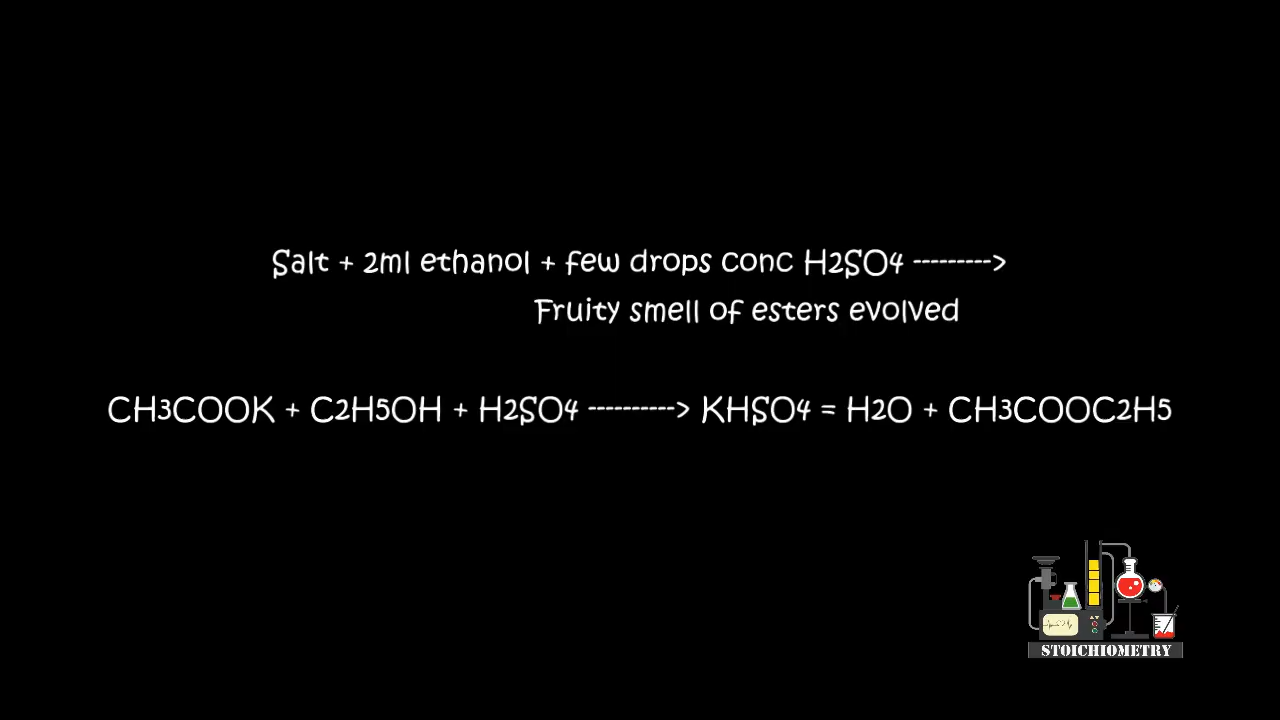 Salt + 2ml ethanol + few drops conc H2SO4 --------->
Fruity smell of esters evolved
CH3COOK + C2H5OH + H2SO4 ----------> KHSO4 = H2O + CH3COOC2H5
STOICHIOMETRY